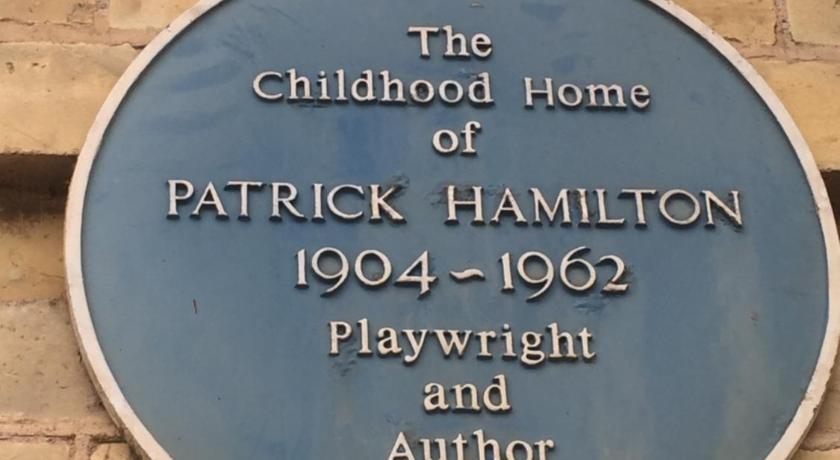 The
Childhood Home
of
PATRICK HAMILTON
1904~1962
Playwright
and
Author